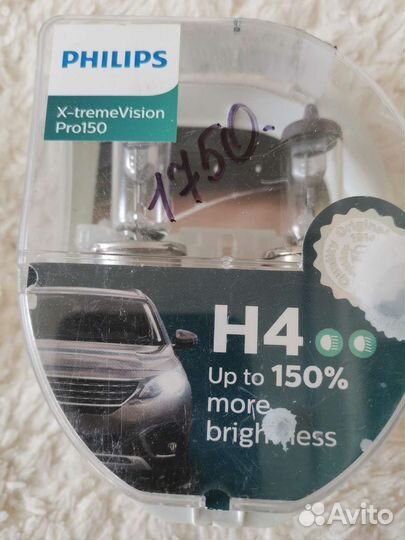 PHILIPS
X-tremeVision
Pro150
1750-
H4
Up to 150%
more
brightness
Avito